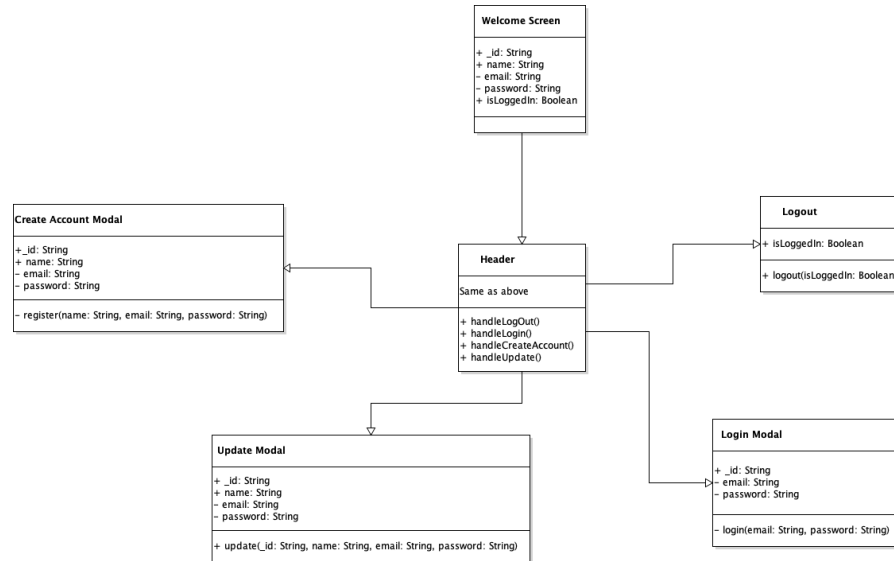 Welcome Screen
+ _id: String
+ name: String
− email: String
− password: String
+ isLoggedIn: Boolean
Create Account Modal
+_id: String
+ name: String
− email: String
− password: String
− register(name: String, email: String, password: String)
Header
Same as above
+ handleLogOut()
+ handleLogin()
+ handleCreateAccount()
+ handleUpdate()
Logout
+ isLoggedIn: Boolean
+ logout(isLoggedIn: Boolean
Update Modal
+ _id: String
+ name: String
− email: String
− password: String
+ update(_id: String, name: String, email: String, password: String)
Login Modal
+ _id: String
− email: String
− password: String
− login(email: String, password: String)